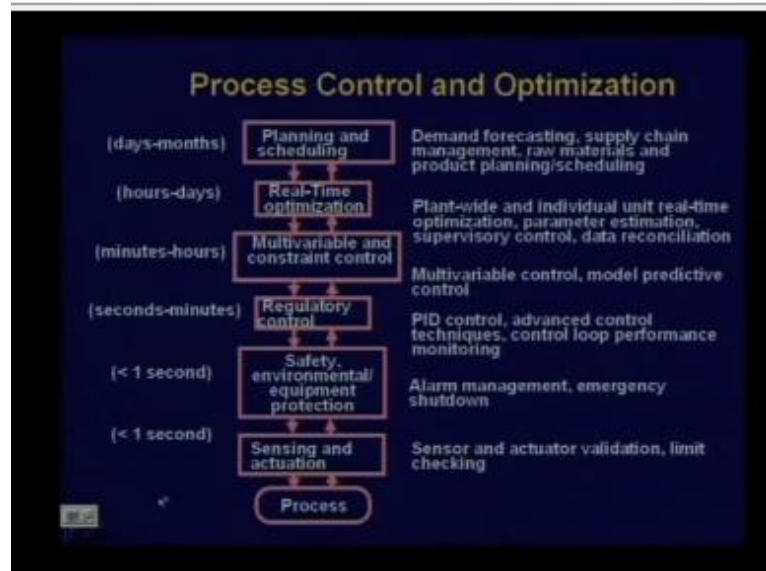 Process Control and Optimization
(days-months)
Planning and
scheduling
Demand forecasting, supply chain
management, raw materials and
product planning/scheduling
(hours-days)
Real-Time
optimization
Plant-wide and individual unit real-time
optimization, parameter estimation,
supervisory control, data reconciliation
(minutes-hours)
Multivariable and
constraint control
Multivariable control, model predictive
control
(seconds-minutes)
Regulatory
control
PID control, advanced control
techniques, control loop performance
monitoring
(< 1 second)
Safety,
environmental/
equipment
protection
Alarm management, emergency
shutdown
(< 1 second)
Sensing and
actuation
Sensor and actuator validation, limit
checking
Process